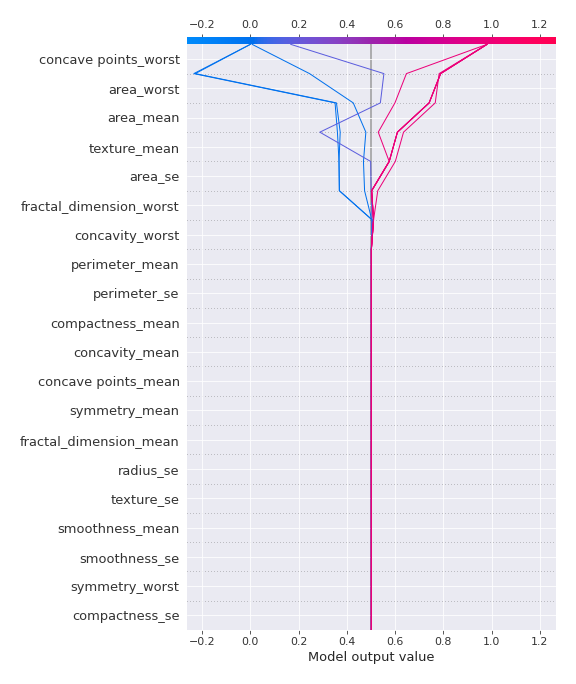 −0.2 0.0 0.2 0.4 0.6 0.8 1.0 1.2
concave points_worst
area_worst
area_mean
texture_mean
area_se
fractal_dimension_worst
concavity_worst
perimeter_mean
perimeter_se
compactness_mean
concavity_mean
concave points_mean
symmetry_mean
fractal_dimension_mean
radius_se
texture_se
smoothness_mean
smoothness_se
symmetry_worst
compactness_se
−0.2 0.0 0.2 0.4 0.6 0.8 1.0 1.2
Model output value